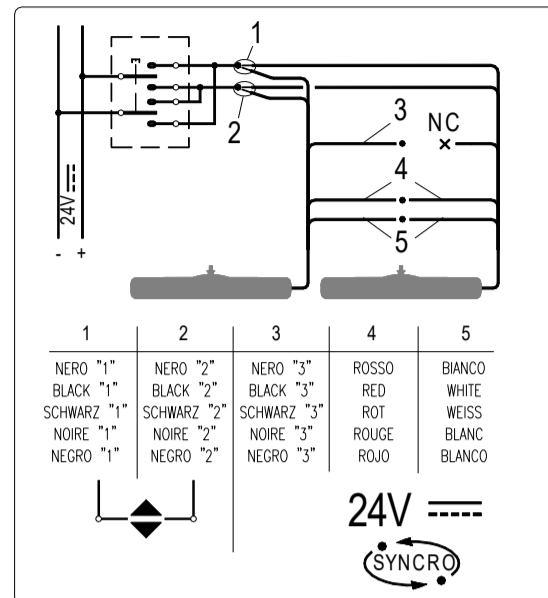 1
2
3 NC
4
5
24V
- +
1 2 3 4 5
NERO "1" NERO "2" NERO "3" ROSSO BIANCO
BLACK "1" BLACK "2" BLACK "3" RED WHITE
SCHWARZ "1" SCHWARZ "2" SCHWARZ "3" ROT WEISS
NOIRE "1" NOIRE "2" NOIRE "3" ROUGE BLANC
NEGRO "1" NEGRO "2" NEGRO "3" ROJO BLANCO
24V
SYNCRO